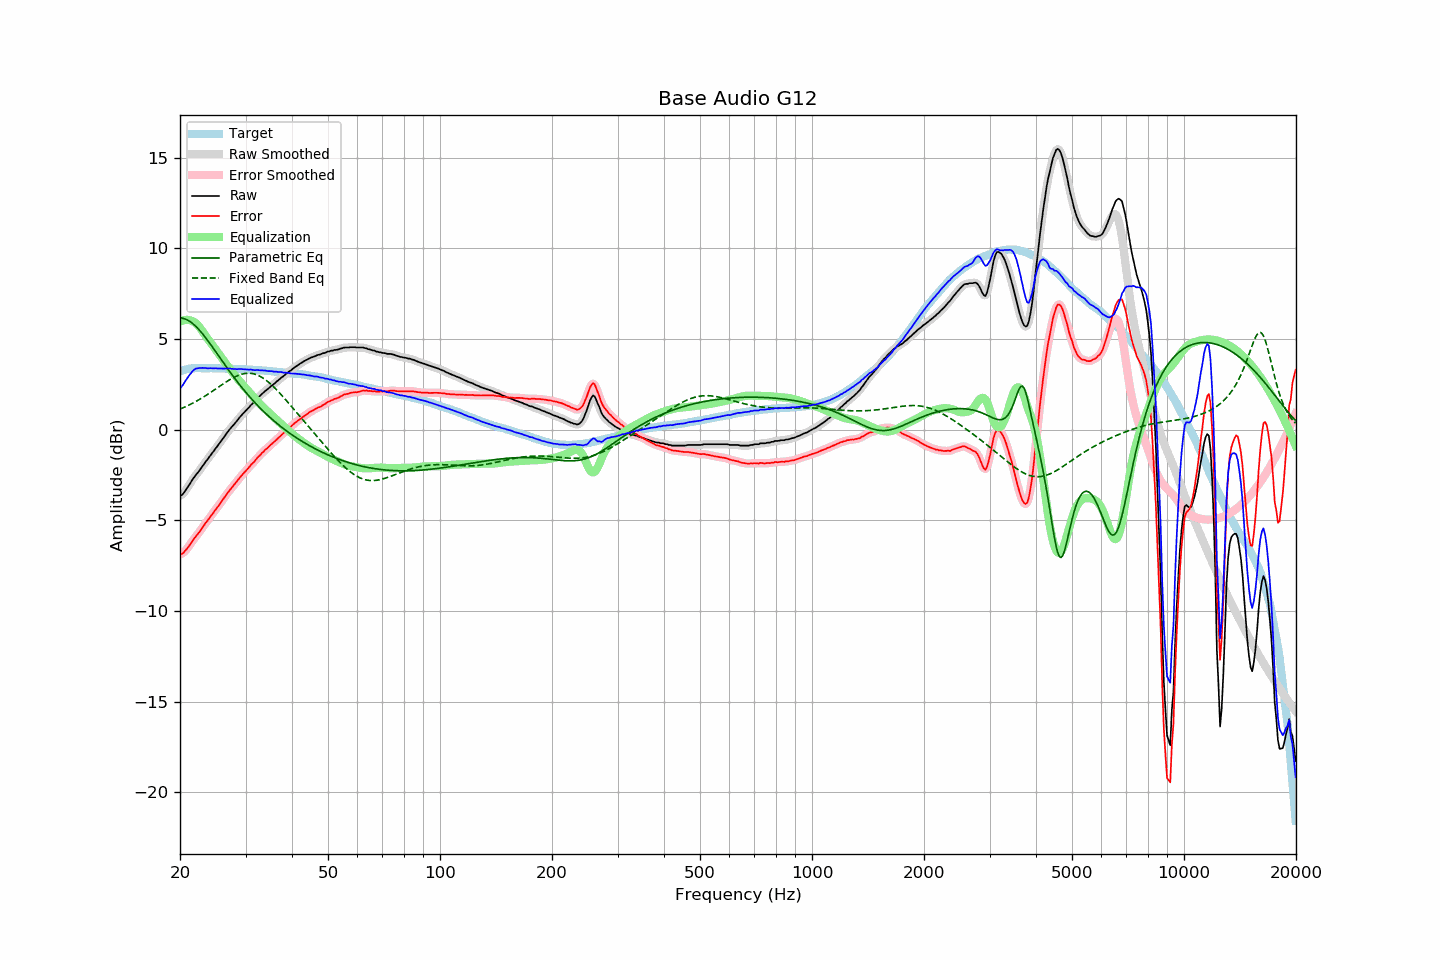 Base Audio G12
Target
Raw Smoothed
Error Smoothed
Raw
Error
Equalization
Parametric Eq
Fixed Band Eq
Equalized
15
10
5
0
−5
−10
−15
−20
Amplitude (dBr)
20
50
100
200
500
1000
2000
5000
10000
20000
Frequency (Hz)